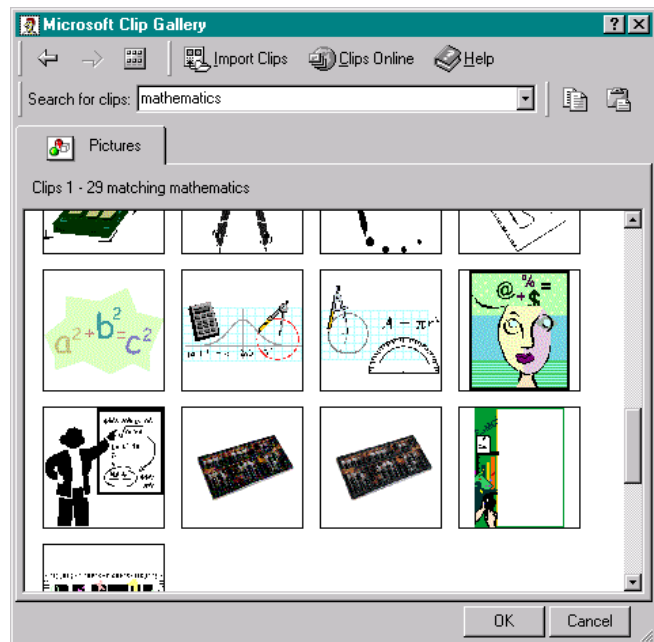 Microsoft Clip Gallery
Import Clips Clips Online Help
Search for clips: mathematics
Pictures
Clips 1 - 29 matching mathematics
@ % + $ =
a² + b² = c²
A = πr²
OK Cancel